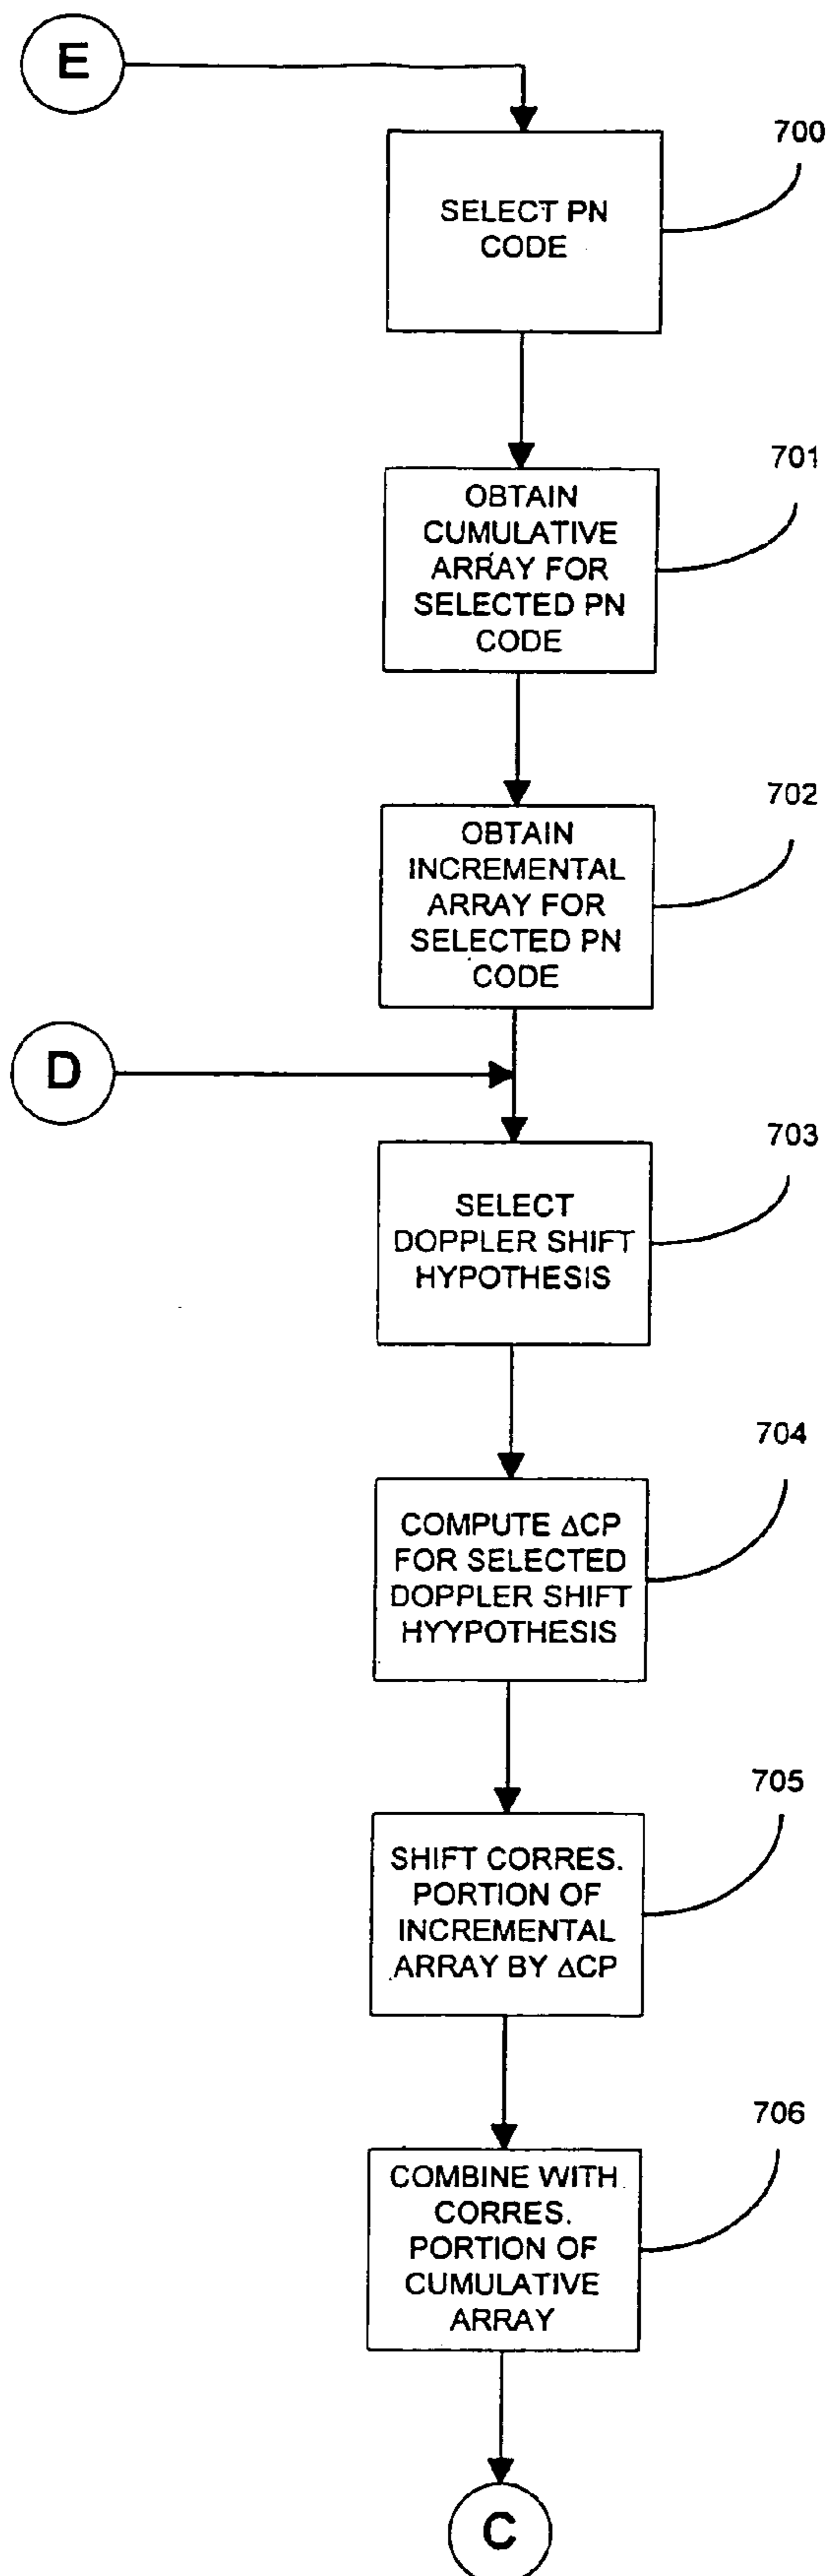 E
700
SELECT PN
CODE
701
OBTAIN
CUMULATIVE
ARRAY FOR
SELECTED PN
CODE
702
OBTAIN
INCREMENTAL
ARRAY FOR
SELECTED PN
CODE
D
703
SELECT
DOPPLER SHIFT
HYPOTHESIS
704
COMPUTE ΔCP
FOR SELECTED
DOPPLER SHIFT
HYYPOTHESIS
705
SHIFT CORRES.
PORTION OF
INCREMENTAL
ARRAY BY ΔCP
706
COMBINE WITH
CORRES.
PORTION OF
CUMULATIVE
ARRAY
C